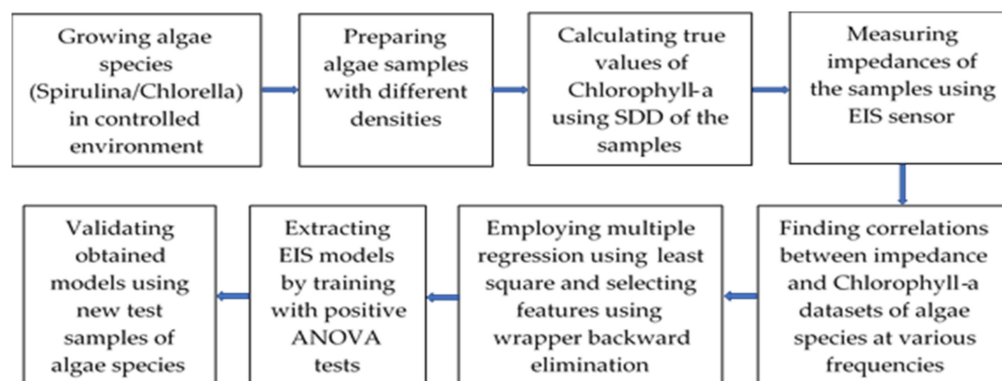 Growing algae
species
(Spirulina/Chlorella)
in controlled
environment
Preparing
algae samples
with different
densities
Calculating true
values of
Chlorophyll-a
using SDD of the
samples
Measuring
impedances of
the samples using
EIS sensor
Finding correlations
between impedance
and Chlorophyll-a
datasets of algae
species at various
frequencies
Employing multiple
regression using least
square and selecting
features using
wrapper backward
elimination
Extracting
EIS models
by training
with positive
ANOVA
tests
Validating
obtained
models using
new test
samples of
algae species